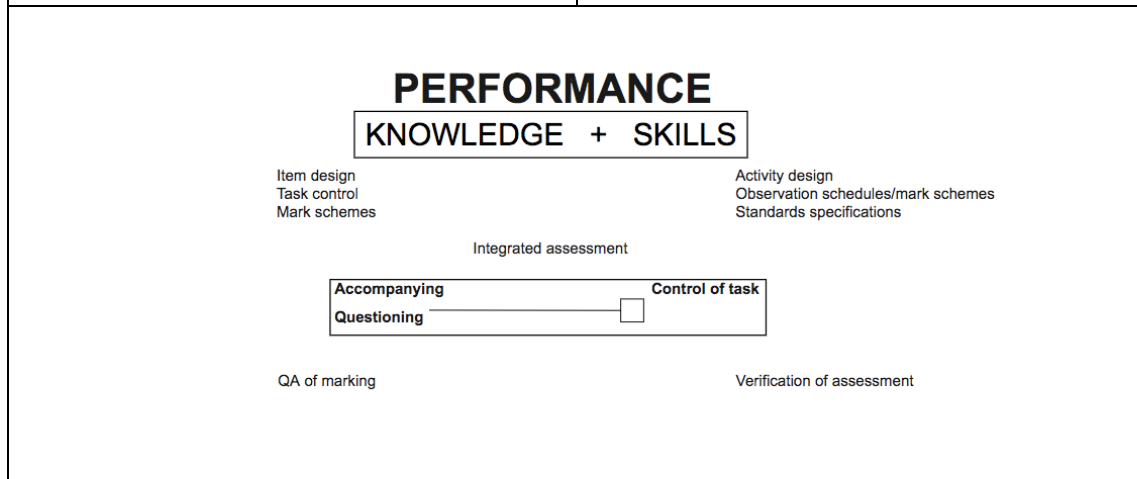 PERFORMANCE
KNOWLEDGE + SKILLS
Item design
Task control
Mark schemes
Activity design
Observation schedules/mark schemes
Standards specifications
Integrated assessment
Accompanying
Questioning
Control of task
QA of marking
Verification of assessment